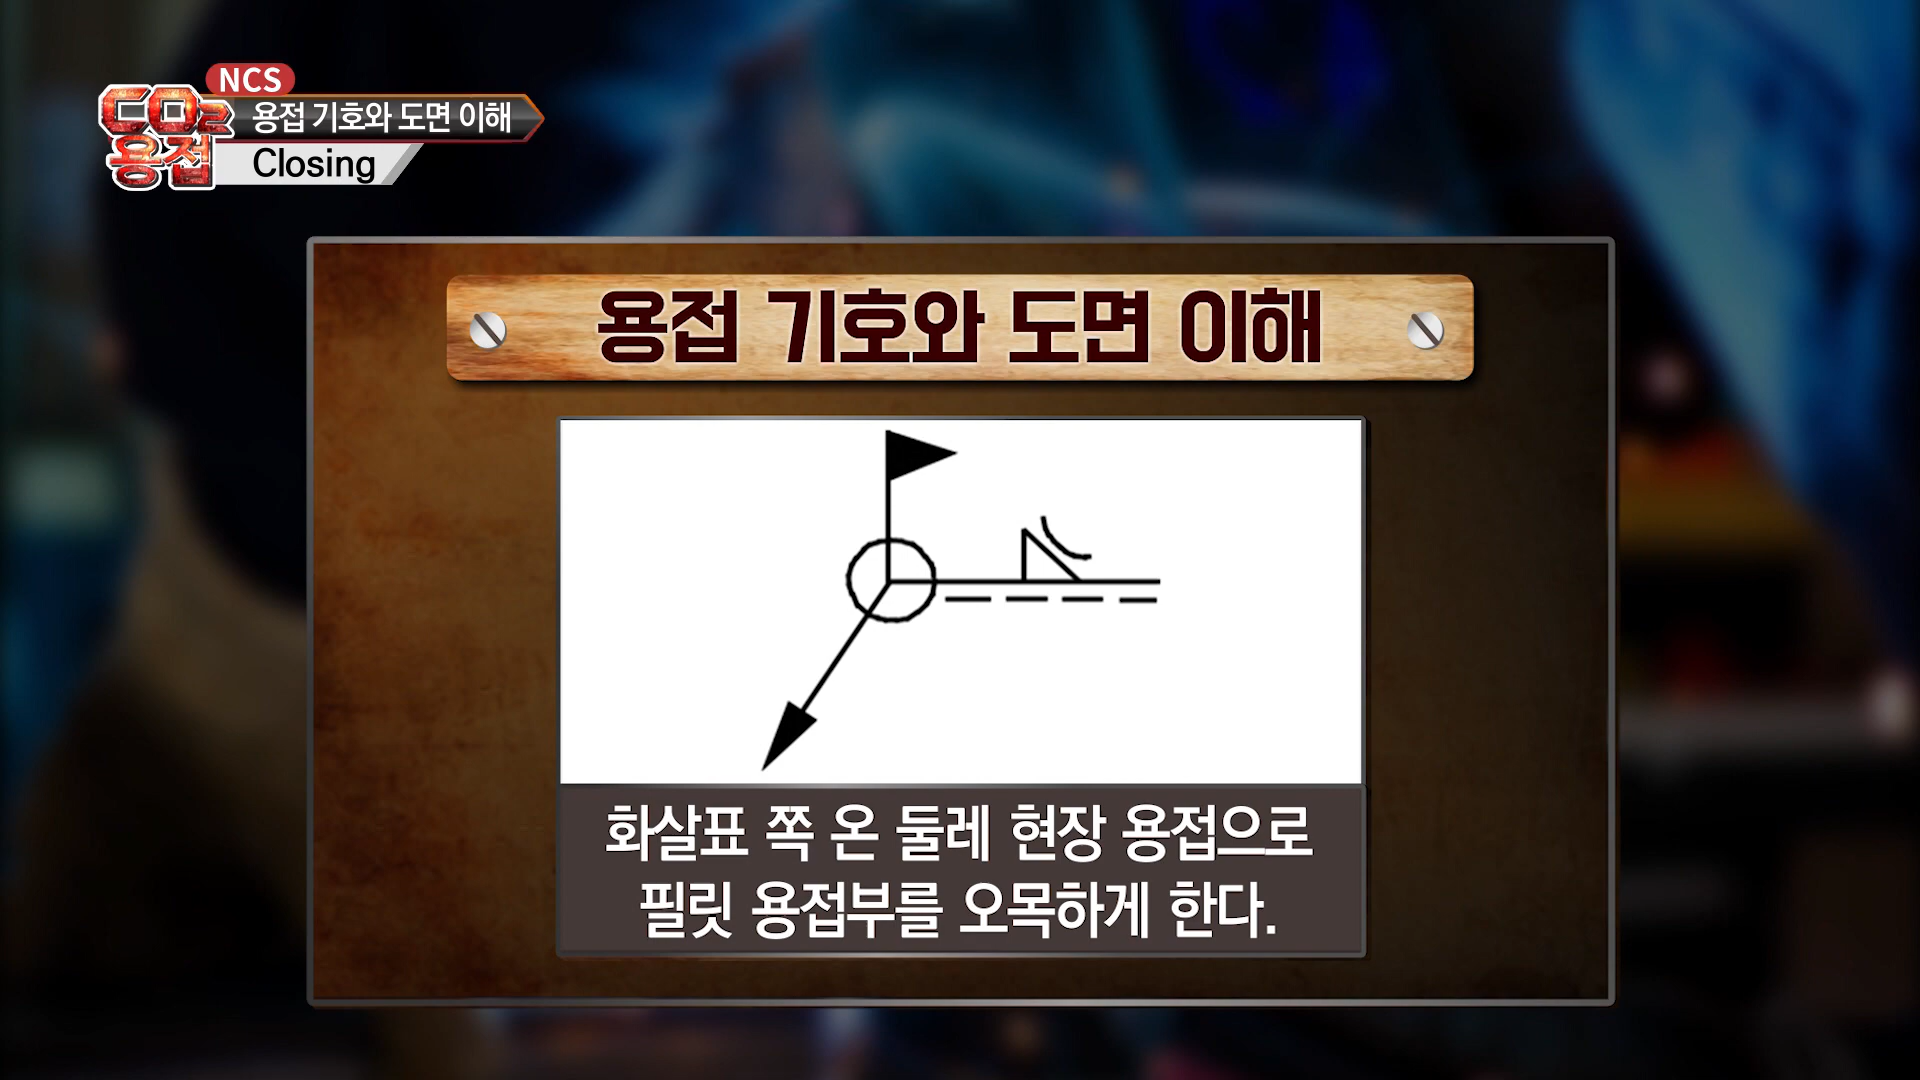 NCS
CO2
용접
용접 기호와 도면 이해
Closing
용접 기호와 도면 이해
화살표 쪽 온 둘레 현장 용접으로
필릿 용접부를 오목하게 한다.